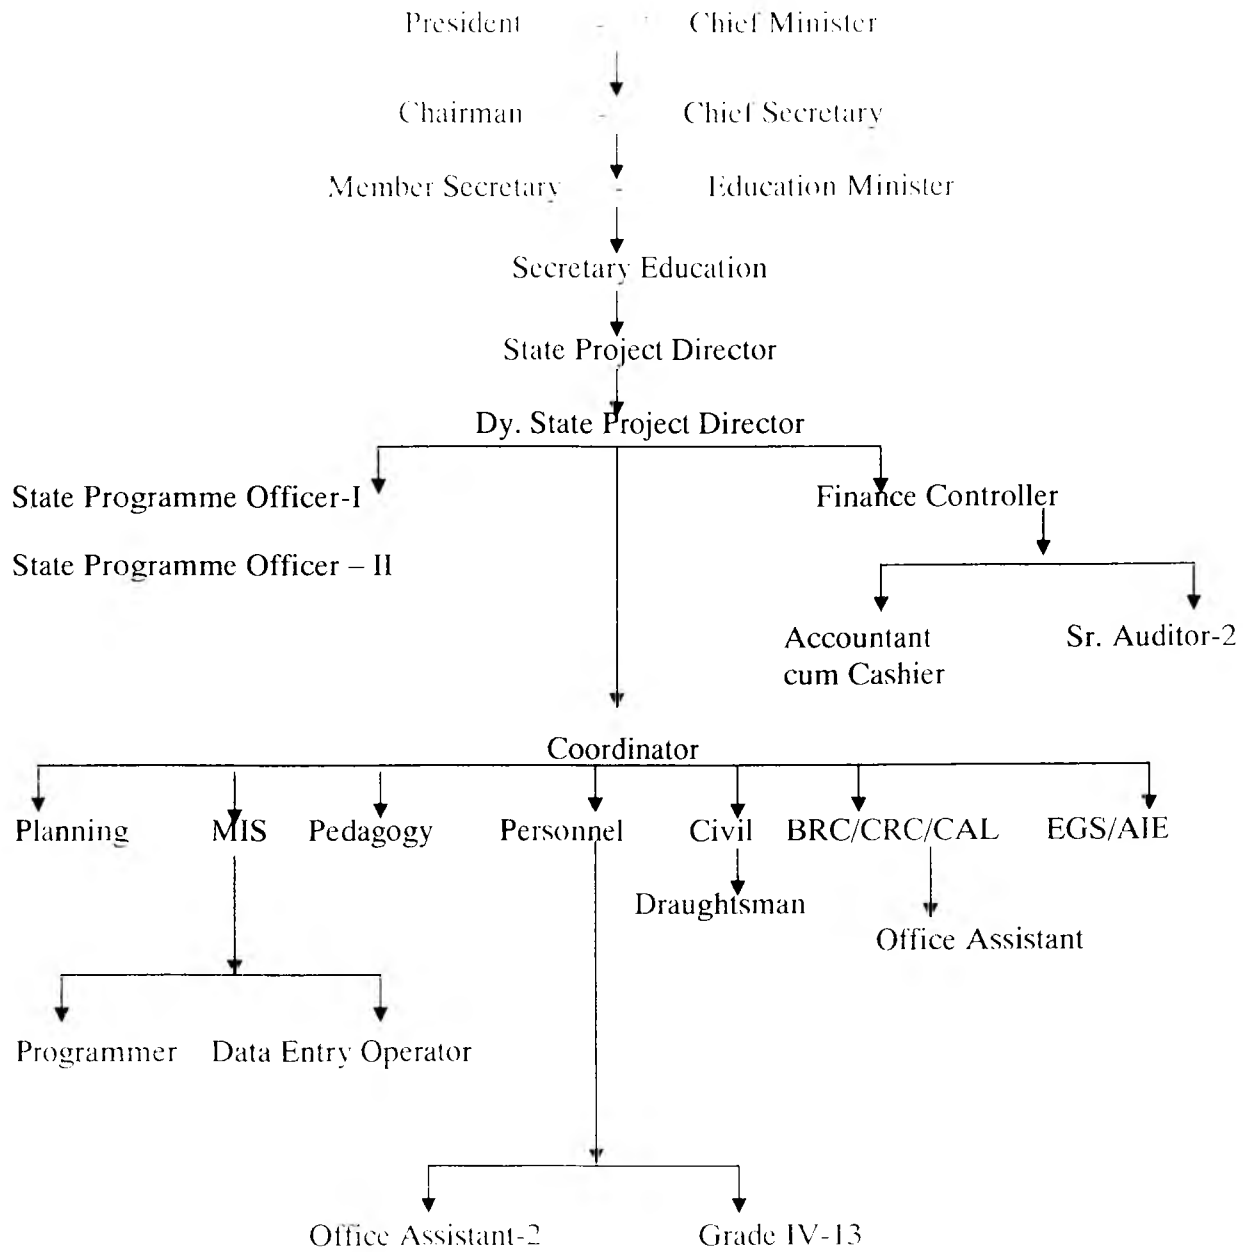 President - Chief Minister
Chairman - Chief Secretary
Member Secretary - Education Minister
Secretary Education
State Project Director
Dy. State Project Director
State Programme Officer-I
Finance Controller
State Programme Officer – II
Accountant
cum Cashier
Sr. Auditor-2
Coordinator
Planning MIS Pedagogy Personnel Civil BRC/CRC/CAL EGS/AIE
Draughtsman
Office Assistant
Programmer Data Entry Operator
Office Assistant-2 Grade IV-13